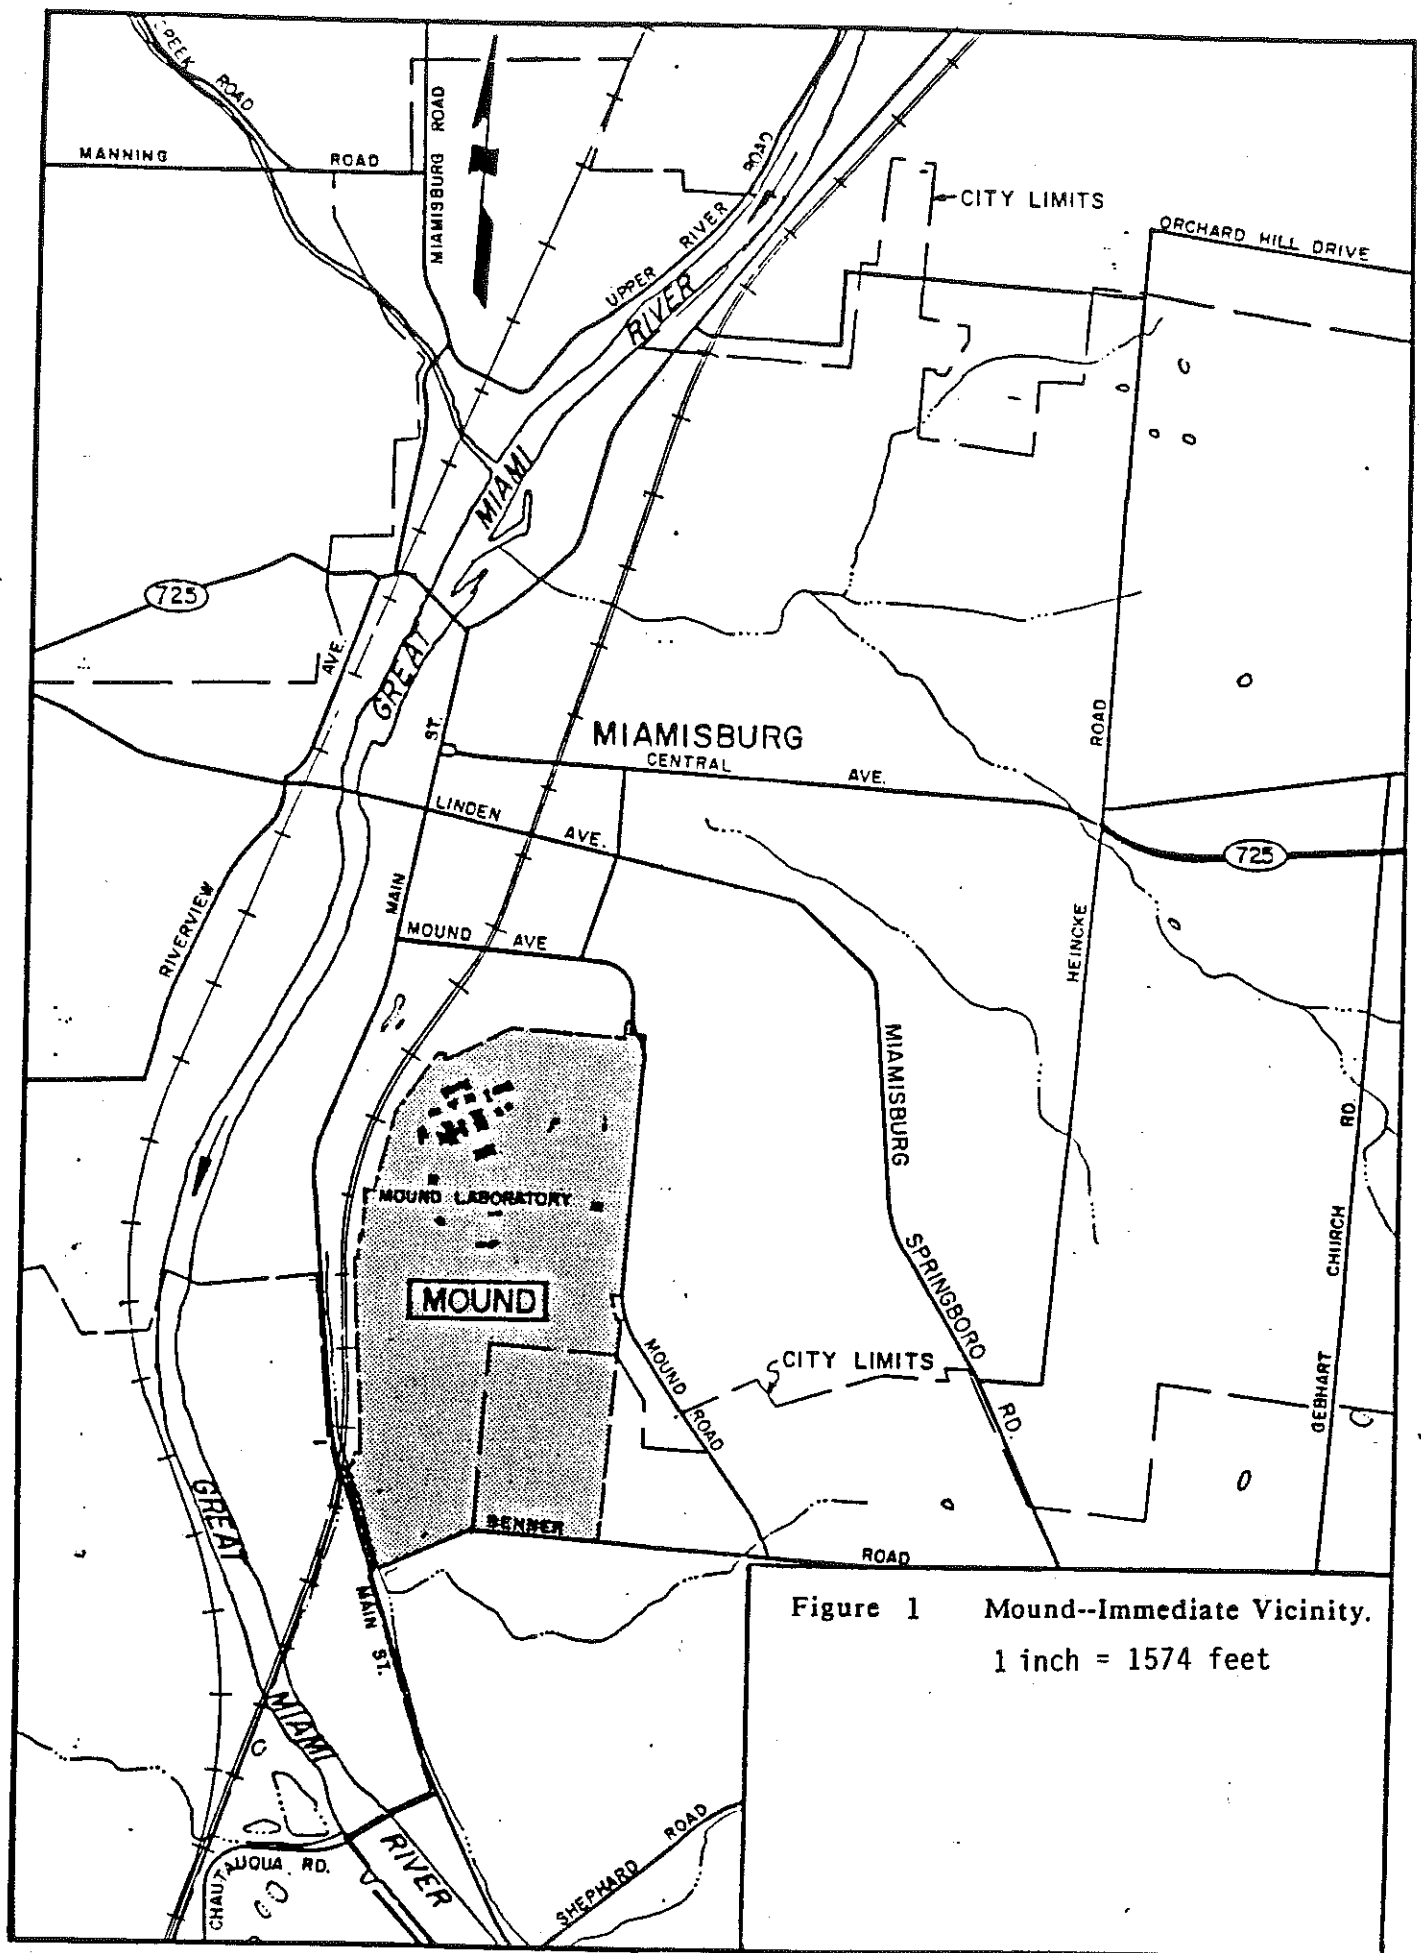 CREEK ROAD
MANNING ROAD
MIAMISBURG ROAD
N
UPPER RIVER ROAD
CITY LIMITS
ORCHARD HILL DRIVE
GREAT MIAMI RIVER
725
RIVERVIEW AVE.
MAIN ST.
MIAMISBURG
CENTRAL AVE.
LINDEN AVE.
725
MOUND AVE
HEINCKE ROAD
MIAMISBURG SPRINGBORO RD.
GEBHART CHURCH RD.
MOUND LABORATORY
MOUND
MOUND ROAD
CITY LIMITS
BENNER ROAD
GREAT MIAMI RIVER
MAIN ST.
CHAUTAUQUA RD.
SHEPHARD ROAD
Figure 1 Mound--Immediate Vicinity.
1 inch = 1574 feet